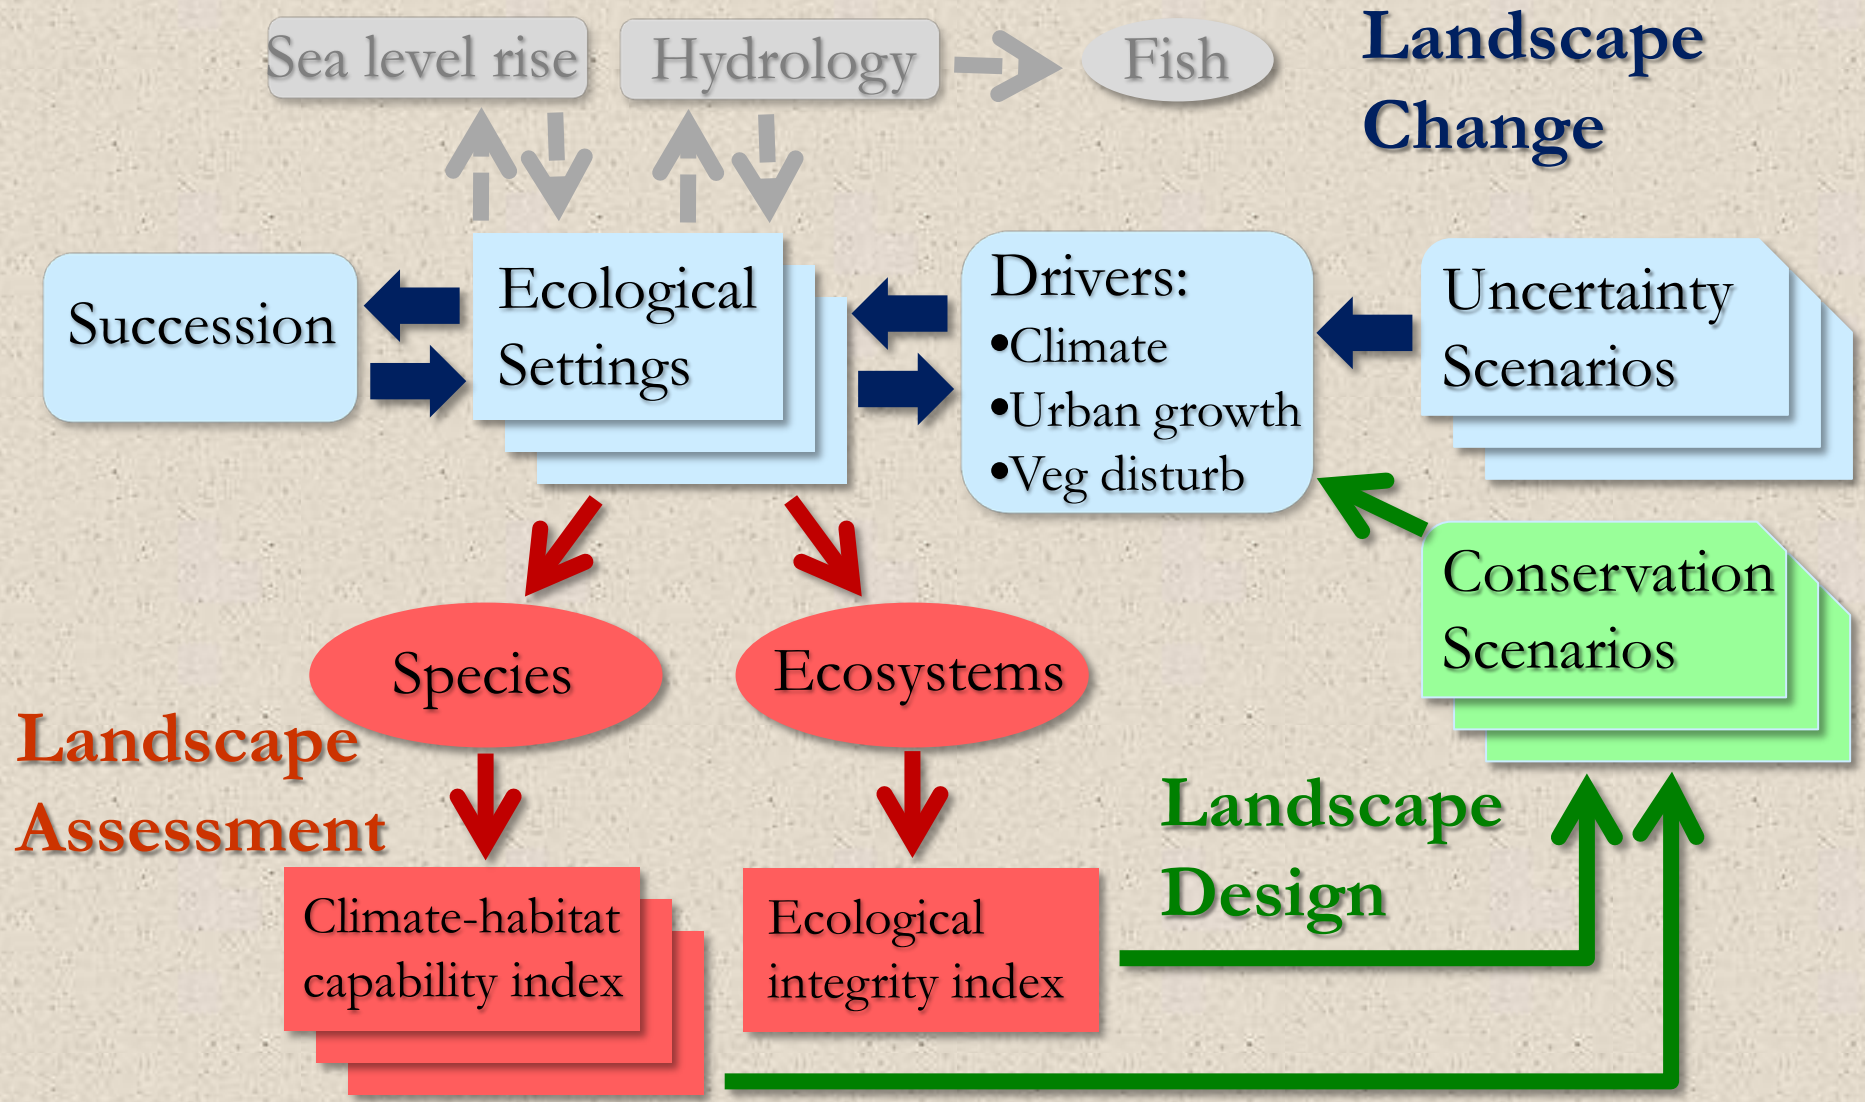 Sea level rise
Hydrology
Fish
Landscape
Change
Succession
Ecological
Settings
Drivers:
•Climate
•Urban growth
•Veg disturb
Uncertainty
Scenarios
Conservation
Scenarios
Species
Ecosystems
Landscape
Assessment
Landscape
Design
Climate-habitat
capability index
Ecological
integrity index